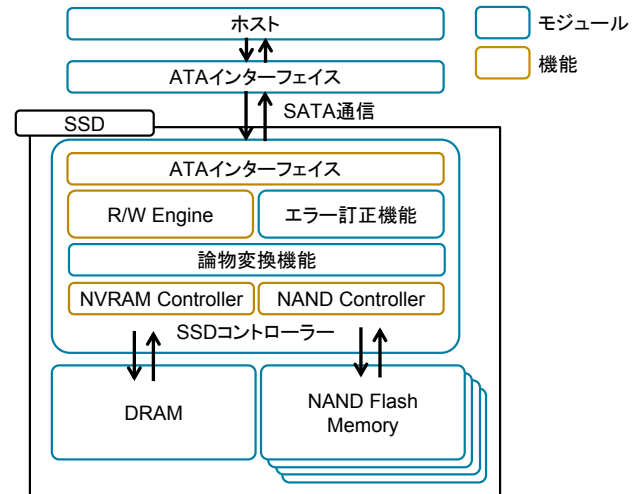 ホスト
モジュール
機能
ATAインターフェイス
SATA通信
SSD
ATAインターフェイス
R/W Engine
エラー訂正機能
論物変換機能
NVRAM Controller
NAND Controller
SSDコントローラー
DRAM
NAND Flash
Memory